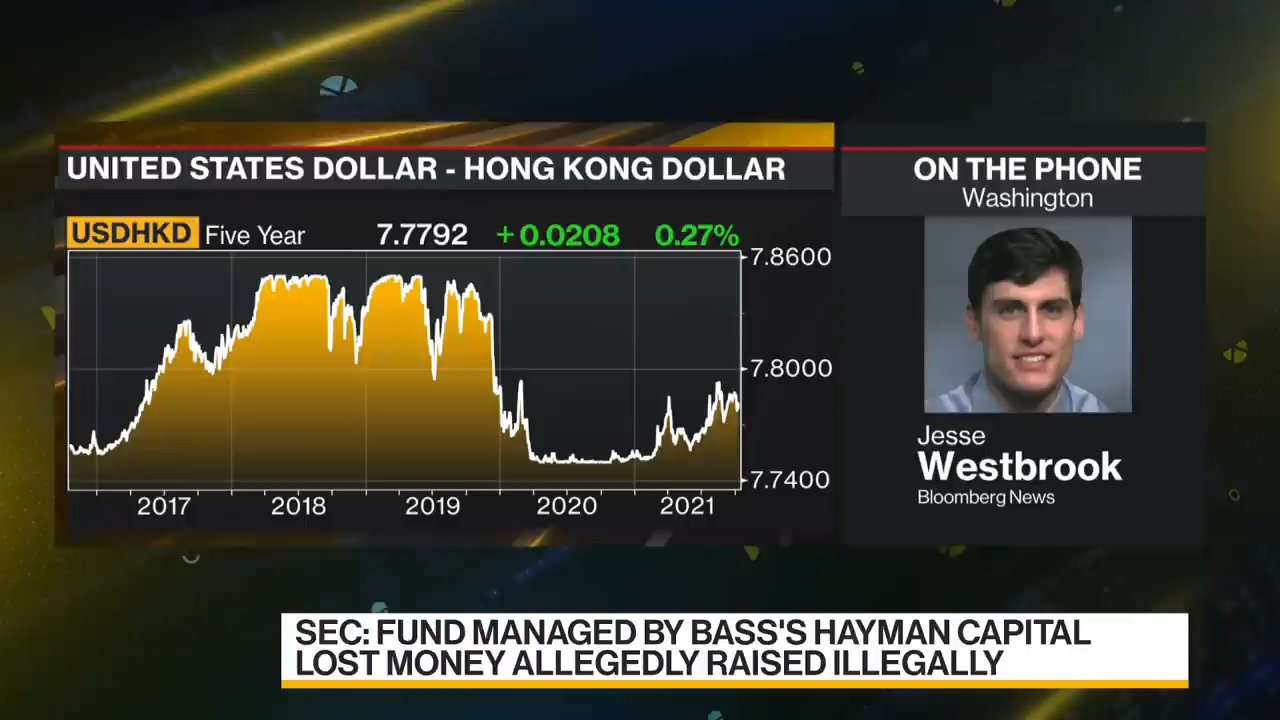 UNITED STATES DOLLAR - HONG KONG DOLLAR
USDHKD Five Year 7.7792 +0.0208 0.27%
7.8600
7.8000
7.7400
2017 2018 2019 2020 2021
ON THE PHONE
Washington
Jesse
Westbrook
Bloomberg News
SEC: FUND MANAGED BY BASS'S HAYMAN CAPITAL
LOST MONEY ALLEGEDLY RAISED ILLEGALLY